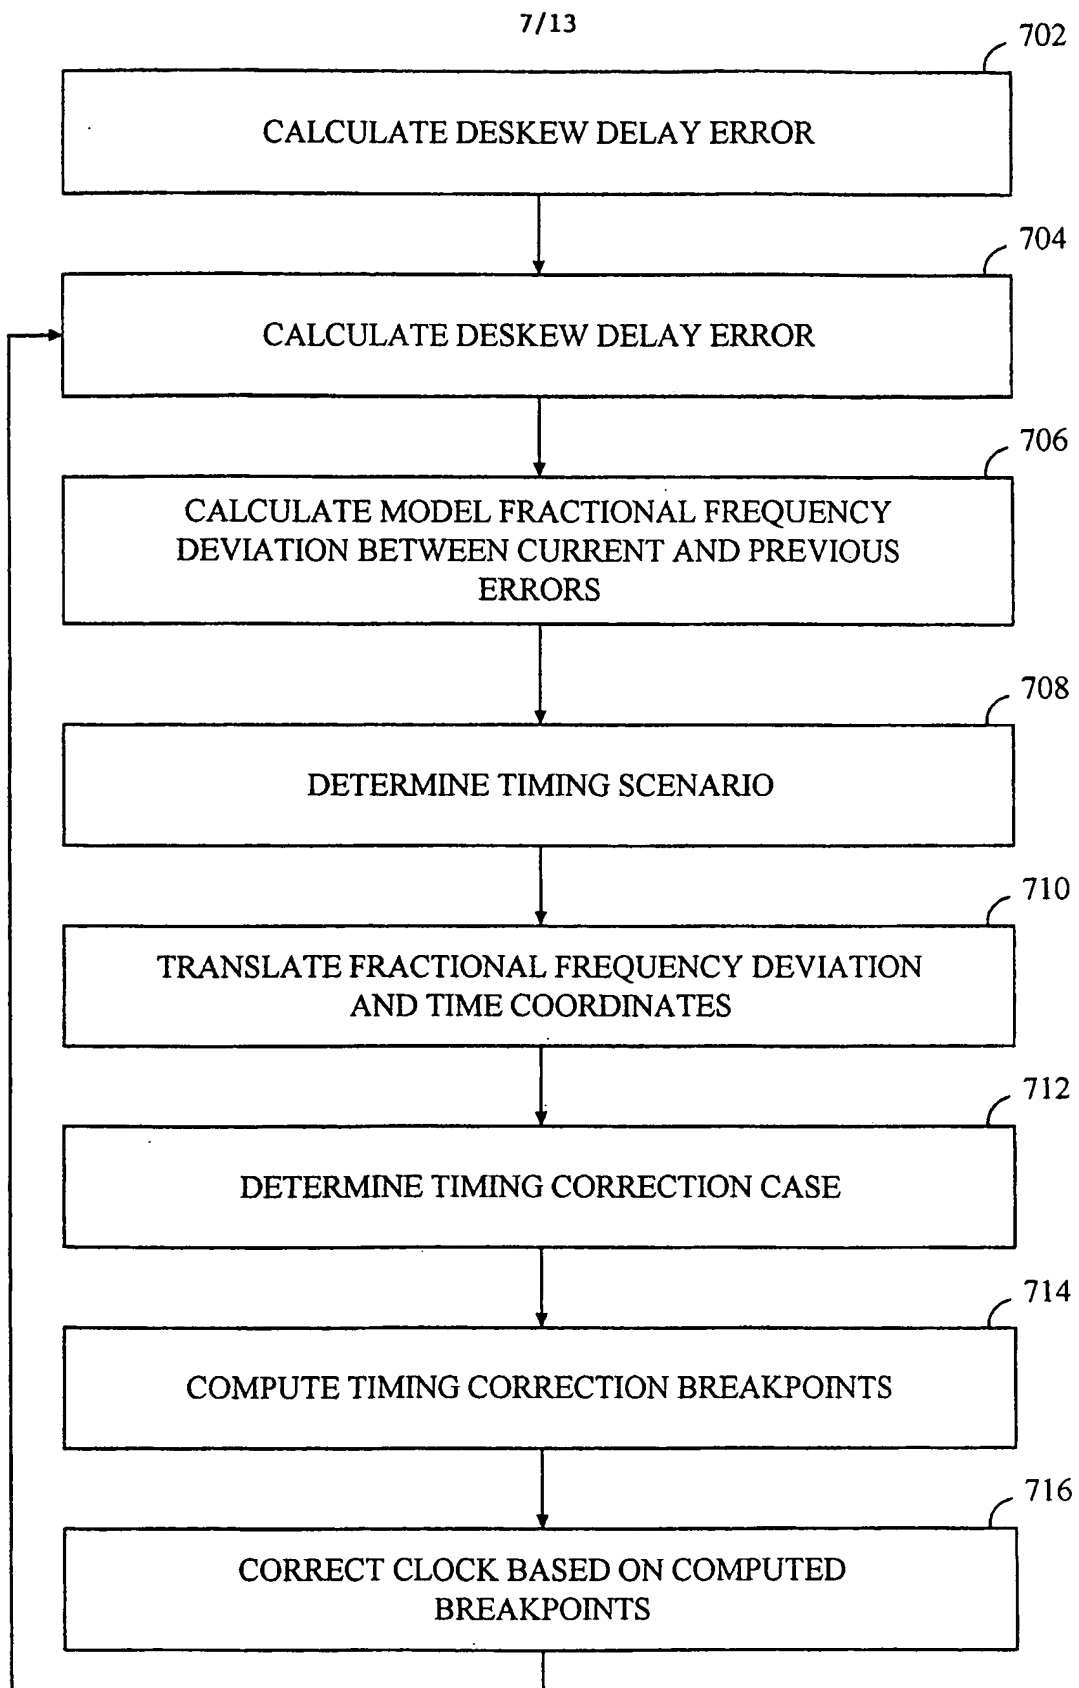 7/13
702
CALCULATE DESKEW DELAY ERROR
704
CALCULATE DESKEW DELAY ERROR
706
CALCULATE MODEL FRACTIONAL FREQUENCY
DEVIATION BETWEEN CURRENT AND PREVIOUS
ERRORS
708
DETERMINE TIMING SCENARIO
710
TRANSLATE FRACTIONAL FREQUENCY DEVIATION
AND TIME COORDINATES
712
DETERMINE TIMING CORRECTION CASE
714
COMPUTE TIMING CORRECTION BREAKPOINTS
716
CORRECT CLOCK BASED ON COMPUTED
BREAKPOINTS